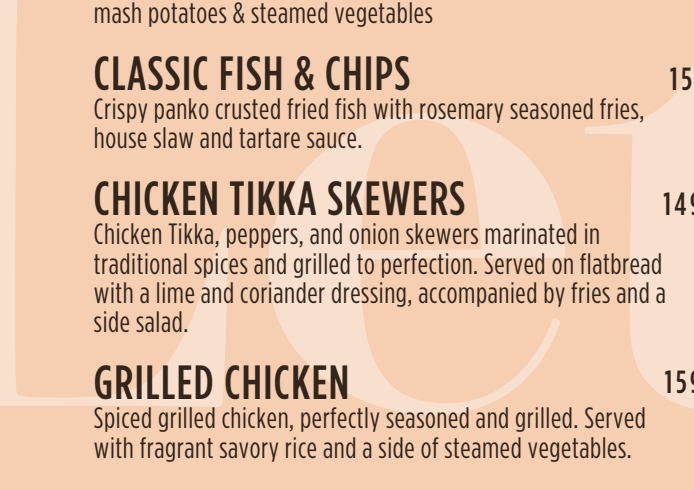 mash potatoes & steamed vegetables
CLASSIC FISH & CHIPS
Crispy panko crusted fried fish with rosemary seasoned fries,
house slaw and tartare sauce.
CHICKEN TIKKA SKEWERS
Chicken Tikka, peppers, and onion skewers marinated in
traditional spices and grilled to perfection. Served on flatbread
with a lime and coriander dressing, accompanied by fries and a
side salad.
GRILLED CHICKEN
Spiced grilled chicken, perfectly seasoned and grilled. Served
with fragrant savory rice and a side of steamed vegetables.